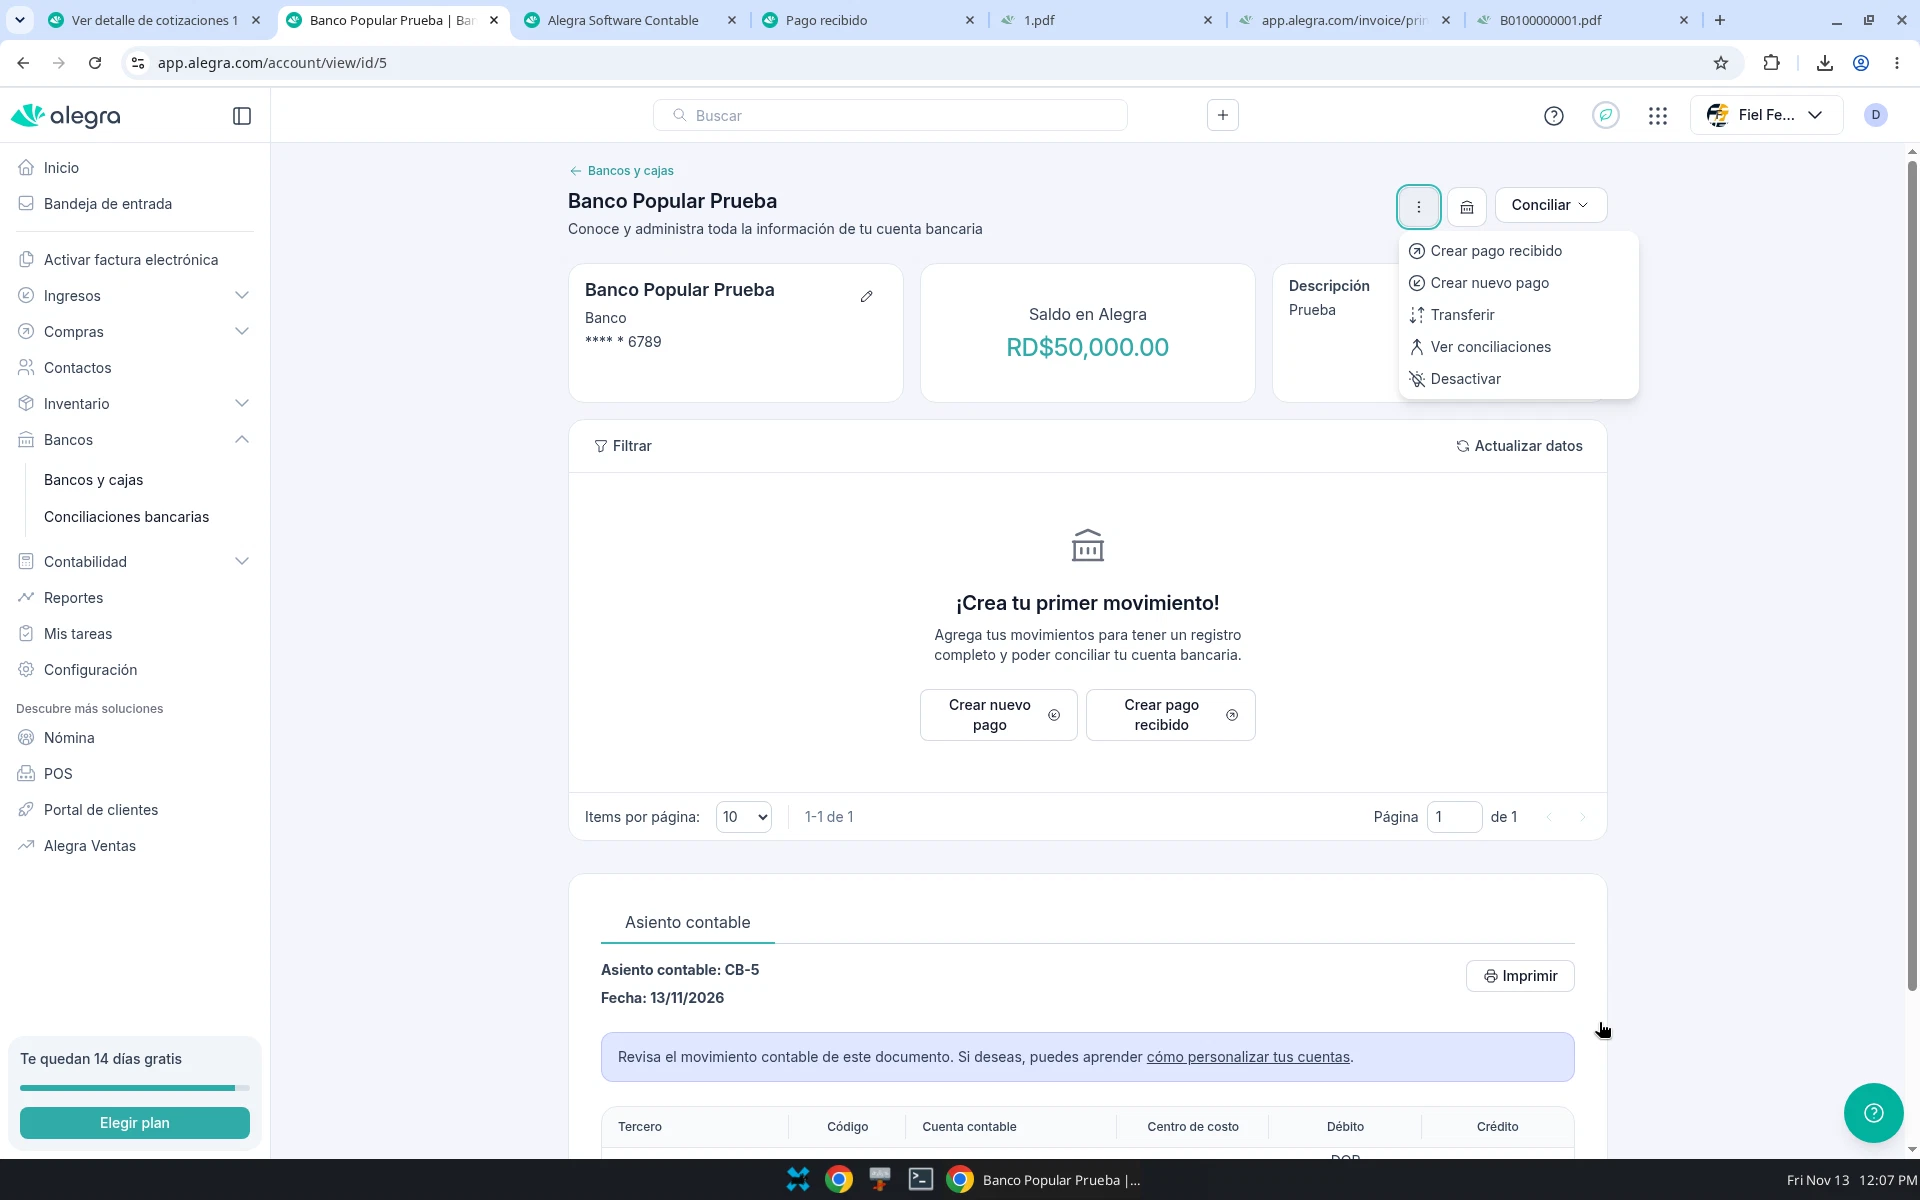 Ver detalle de cotizaciones 1
Banco Popular Prueba | Ban
Alegra Software Contable
Pago recibido
1.pdf
app.alegra.com/invoice/prin
B0100000001.pdf
app.alegra.com/account/view/id/5
alegra
Buscar
Fiel Fe...
D
Inicio
Bandeja de entrada
Activar factura electrónica
Ingresos
Compras
Contactos
Inventario
Bancos
Bancos y cajas
Conciliaciones bancarias
Contabilidad
Reportes
Mis tareas
Configuración
Descubre más soluciones
Nómina
POS
Portal de clientes
Alegra Ventas
Te quedan 14 días gratis
Elegir plan
Bancos y cajas
Banco Popular Prueba
Conoce y administra toda la información de tu cuenta bancaria
Conciliar
Crear pago recibido
Crear nuevo pago
Transferir
Ver conciliaciones
Desactivar
Banco Popular Prueba
Banco
**** * 6789
Saldo en Alegra
RD$50,000.00
Descripción
Prueba
Filtrar
Actualizar datos
¡Crea tu primer movimiento!
Agrega tus movimientos para tener un registro
completo y poder conciliar tu cuenta bancaria.
Crear nuevo
pago
Crear pago
recibido
Items por página:
10
1-1 de 1
Página
1
de 1
Asiento contable
Asiento contable: CB-5
Fecha: 13/11/2026
Imprimir
Revisa el movimiento contable de este documento. Si deseas, puedes aprender cómo personalizar tus cuentas.
Tercero
Código
Cuenta contable
Centro de costo
Débito
Crédito
DOP
Banco Popular Prueba |...
Fri Nov 13 12:07 PM